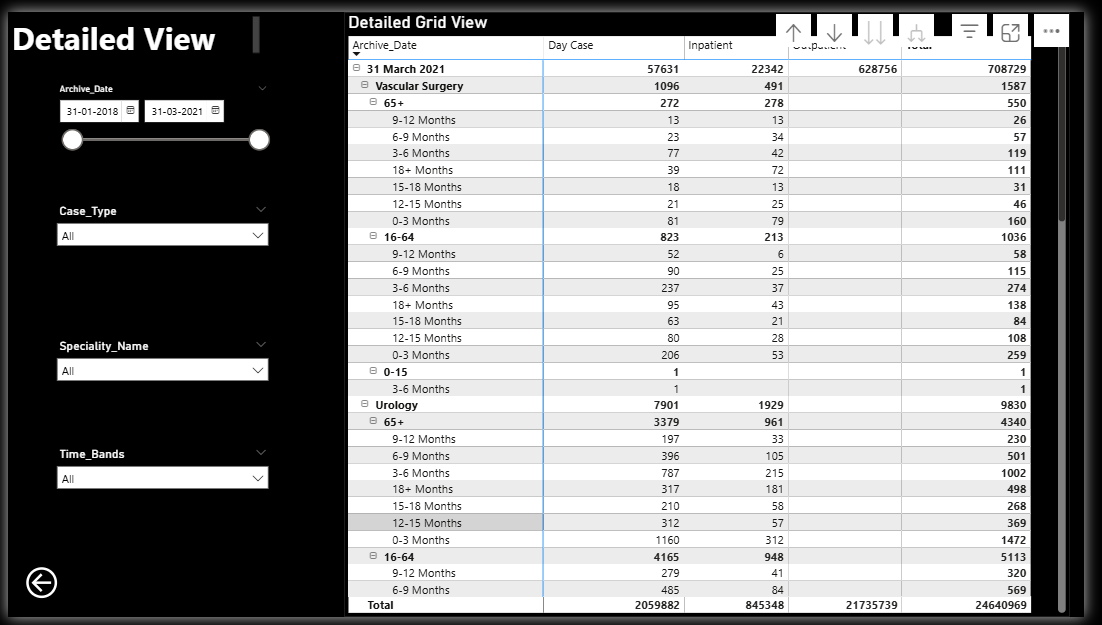 Detailed View
Archive_Date
31-01-2018 31-03-2021
Case_Type
All
Speciality_Name
All
Time_Bands
All
Detailed Grid View
Archive_Date Day Case Inpatient Outpatient Total
31 March 2021 57631 22342 628756 708729
Vascular Surgery 1096 491 1587
65+ 272 278 550
9-12 Months 13 13 26
6-9 Months 23 34 57
3-6 Months 77 42 119
18+ Months 39 72 111
15-18 Months 18 13 31
12-15 Months 21 25 46
0-3 Months 81 79 160
16-64 823 213 1036
9-12 Months 52 6 58
6-9 Months 90 25 115
3-6 Months 237 37 274
18+ Months 95 43 138
15-18 Months 63 21 84
12-15 Months 80 28 108
0-3 Months 206 53 259
0-15 1 1
3-6 Months 1 1
Urology 7901 1929 9830
65+ 3379 961 4340
9-12 Months 197 33 230
6-9 Months 396 105 501
3-6 Months 787 215 1002
18+ Months 317 181 498
15-18 Months 210 58 268
12-15 Months 312 57 369
0-3 Months 1160 312 1472
16-64 4165 948 5113
9-12 Months 279 41 320
6-9 Months 485 84 569
Total 2059882 845348 21735739 24640969